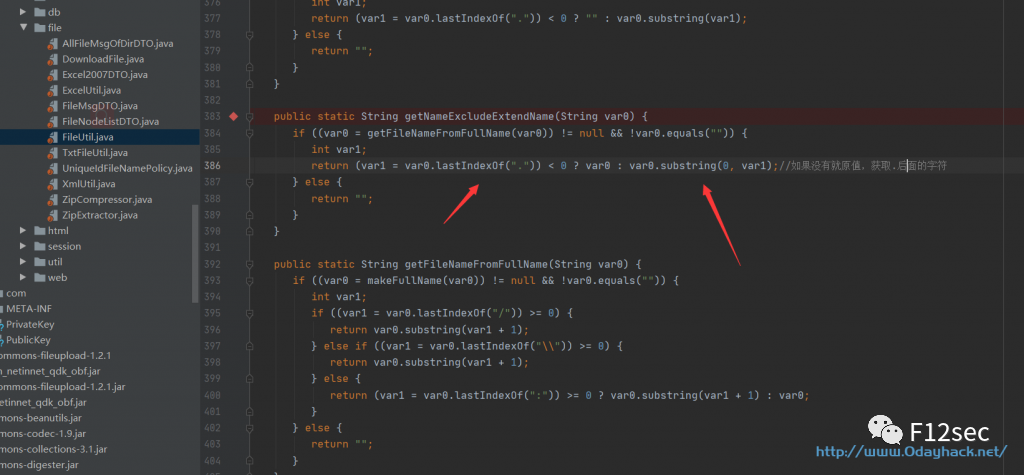 db
file
AllFileMsgOfDirDTO.java
DownloadFile.java
Excel2007DTO.java
ExcelUtil.java
FileMsgDTO.java
FileNodeListDTO.java
FileUtil.java
TxtFileUtil.java
UniqueIdFileNamePolicy.java
XmlUtil.java
ZipCompressor.java
ZipExtractor.java
html
session
util
web
com
META-INF
PrivateKey
PublicKey
ommons-fileupload-1.2.1
n_netinnet_qdk_obf.jar
ommons-fileupload-1.2.1.jar
etinnet_qdk_obf.jar
mons-beanutils.jar
mons-codec-1.9.jar
mons-collections-3.1.jar
mons-digester.jar
376 int var1;
377 return (var1 = var0.lastIndexOf(".")) < 0 ? "" : var0.substring(var1);
378 } else {
379 return "";
380 }
381 }
382
383 public static String getNameExcludeExtendName(String var0) {
384 if ((var0 = getFileNameFromFullName(var0)) != null && !var0.equals("")) {
385 int var1;
386 return (var1 = var0.lastIndexOf(".")) < 0 ? var0 : var0.substring(0, var1);//如果没有就原值，获取.后面的字符
387 } else {
388 return "";
389 }
390 }
391
392 public static String getFileNameFromFullName(String var0) {
393 if ((var0 = makeFullName(var0)) != null && !var0.equals("")) {
394 int var1;
395 if ((var1 = var0.lastIndexOf("/")) >= 0) {
396 return var0.substring(var1 + 1);
397 } else if ((var1 = var0.lastIndexOf("\\")) >= 0) {
398 return var0.substring(var1 + 1);
399 } else {
400 return (var1 = var0.lastIndexOf(":")) >= 0 ? var0.substring(var1 + 1) : var0;
401 }
402 } else {
403 return "";
404 }
F12sec
http://www.0dayhack.net/